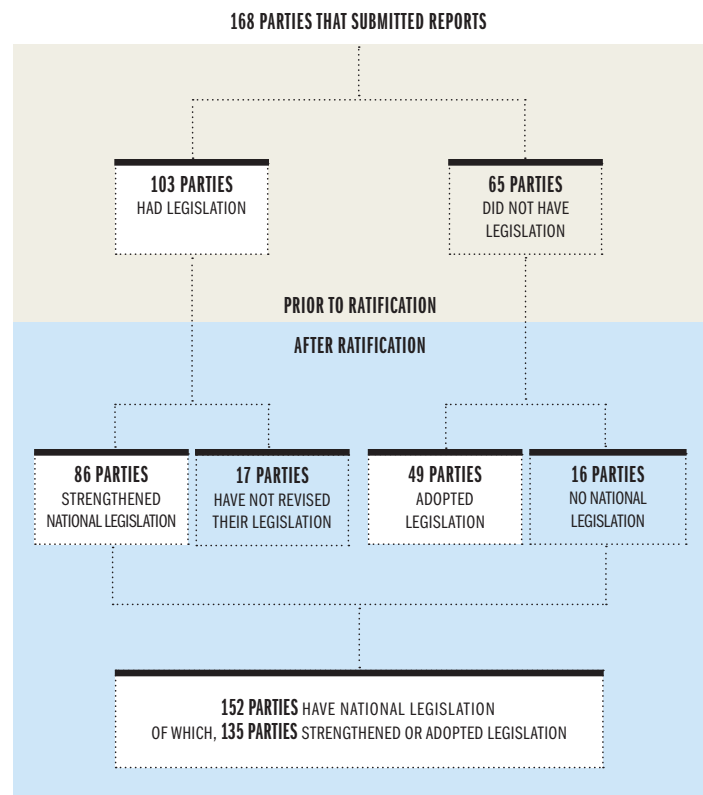 168 PARTIES THAT SUBMITTED REPORTS
103 PARTIES
HAD LEGISLATION
65 PARTIES
DID NOT HAVE
LEGISLATION
PRIOR TO RATIFICATION
AFTER RATIFICATION
86 PARTIES
STRENGTHENED
NATIONAL LEGISLATION
17 PARTIES
HAVE NOT REVISED
THEIR LEGISLATION
49 PARTIES
ADOPTED
LEGISLATION
16 PARTIES
NO NATIONAL
LEGISLATION
152 PARTIES HAVE NATIONAL LEGISLATION
OF WHICH, 135 PARTIES STRENGTHENED OR ADOPTED LEGISLATION